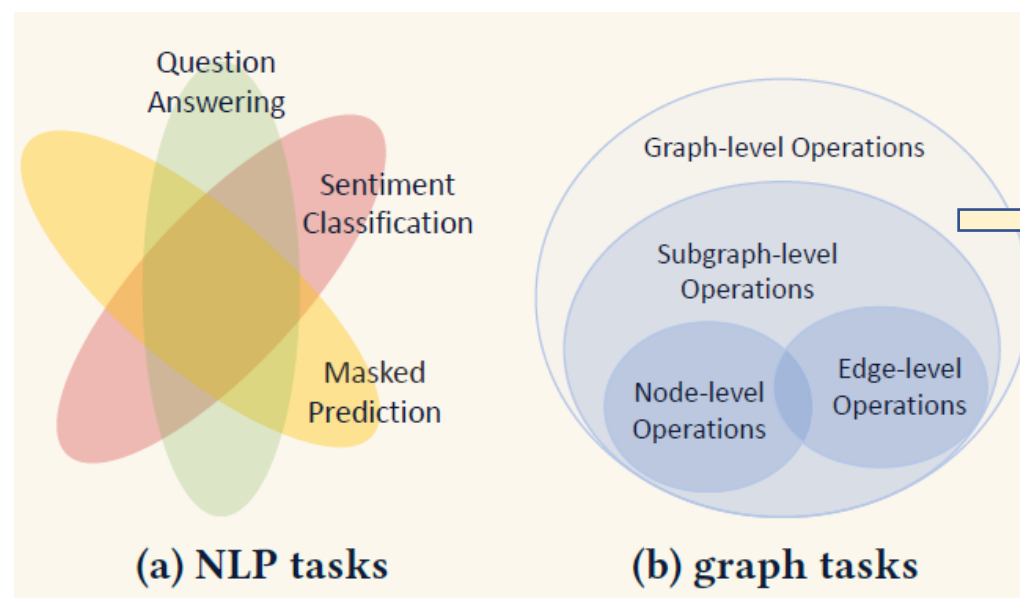 Question
Answering
Sentiment
Classification
Masked
Prediction
(a) NLP tasks
Graph-level Operations
Subgraph-level
Operations
Node-level
Operations
Edge-level
Operations
(b) graph tasks